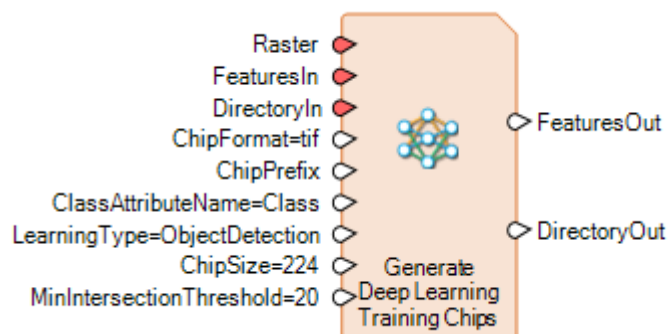 Raster
FeaturesIn
DirectoryIn
ChipFormat=tif
ChipPrefix
ClassAttributeName=Class
LearningType=ObjectDetection
ChipSize=224
MinIntersectionThreshold=20
Generate
Deep Learning
Training Chips
FeaturesOut
DirectoryOut